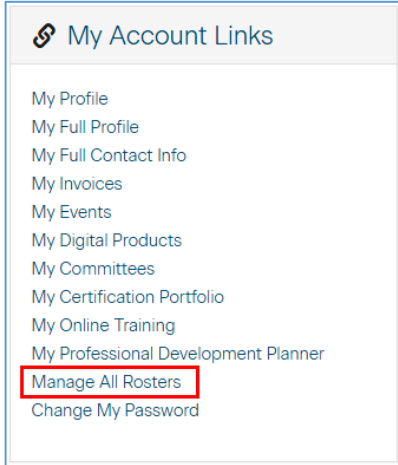 My Account Links
My Profile
My Full Profile
My Full Contact Info
My Invoices
My Events
My Digital Products
My Committees
My Certification Portfolio
My Online Training
My Professional Development Planner
Manage All Rosters
Change My Password